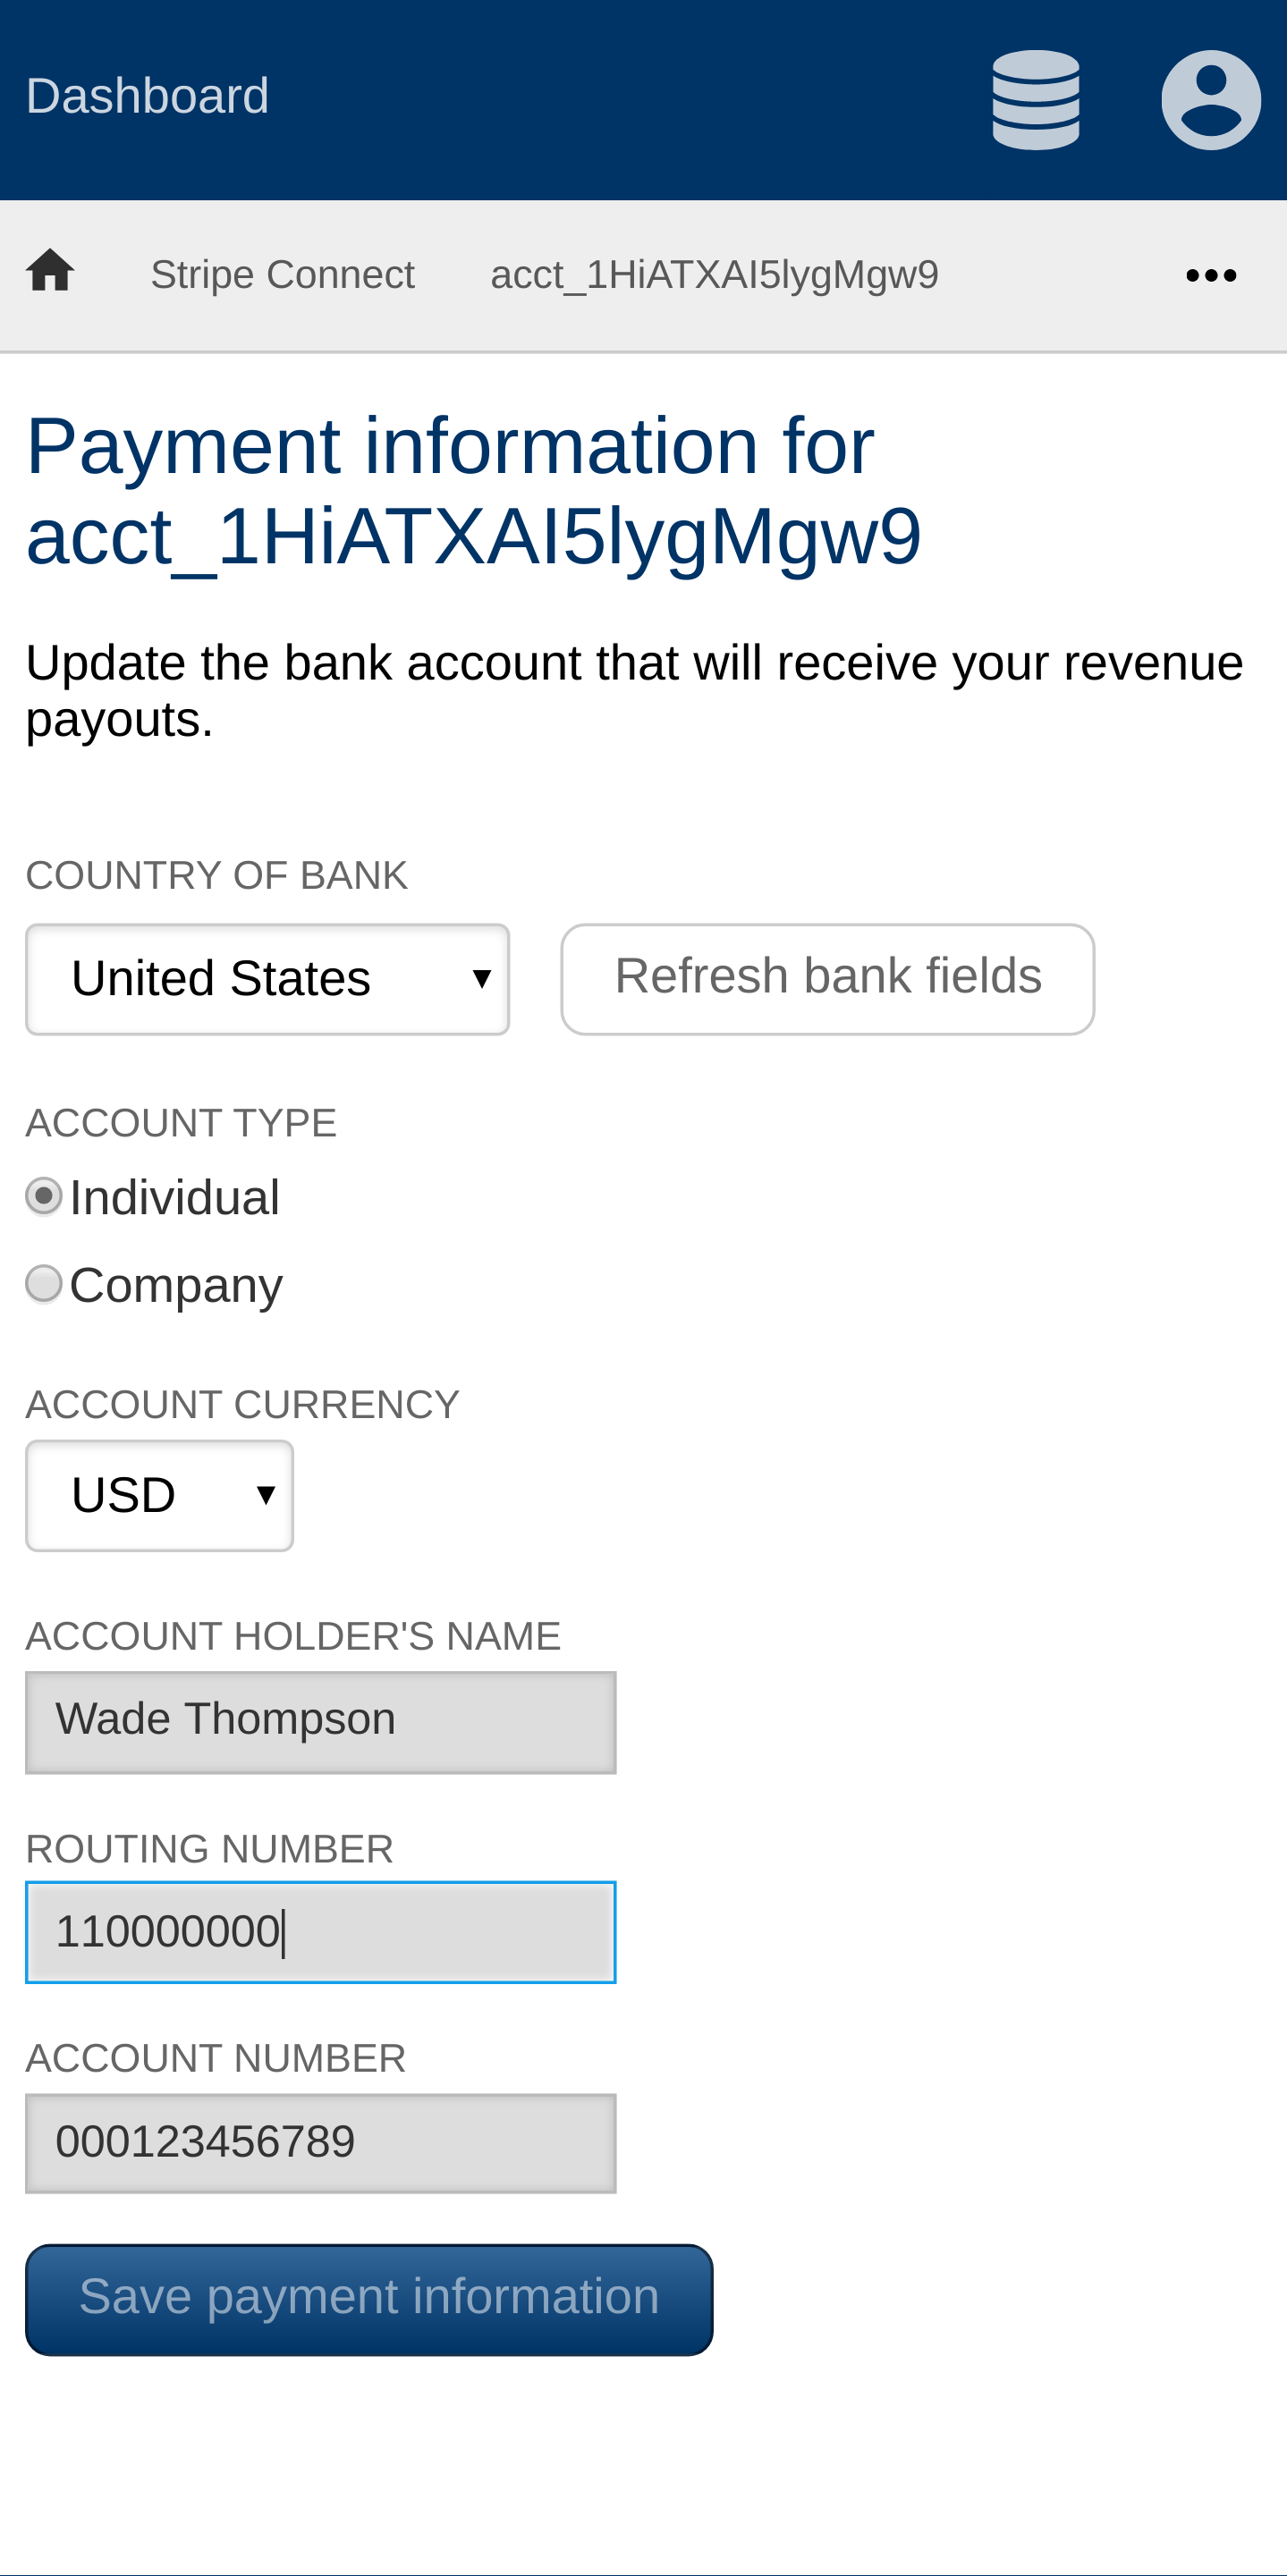 Dashboard
Stripe Connect acct_1HiATXAI5lygMgw9
Payment information for
acct_1HiATXAI5lygMgw9
Update the bank account that will receive your revenue
payouts.
COUNTRY OF BANK
United States Refresh bank fields
ACCOUNT TYPE
Individual
Company
ACCOUNT CURRENCY
USD
ACCOUNT HOLDER'S NAME
Wade Thompson
ROUTING NUMBER
110000000
ACCOUNT NUMBER
000123456789
Save payment information